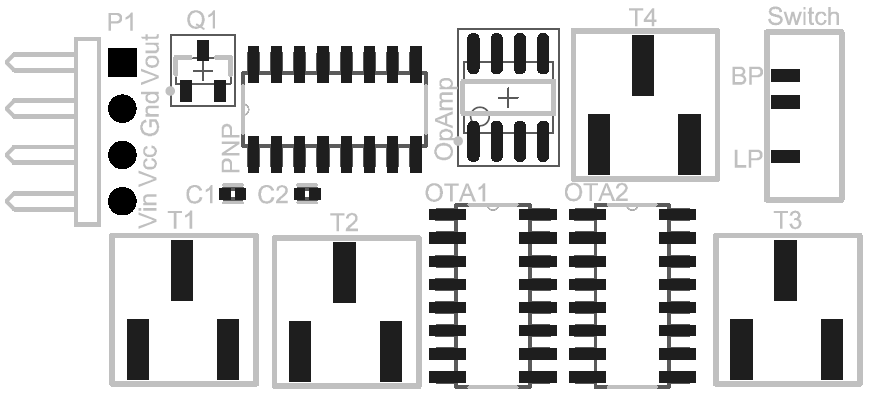 P1
Q1
T4
Switch
Vin Vcc Gnd Vout
PNP
OpAmp
BP
LP
C1
C2
OTA1
OTA2
T1
T2
T3